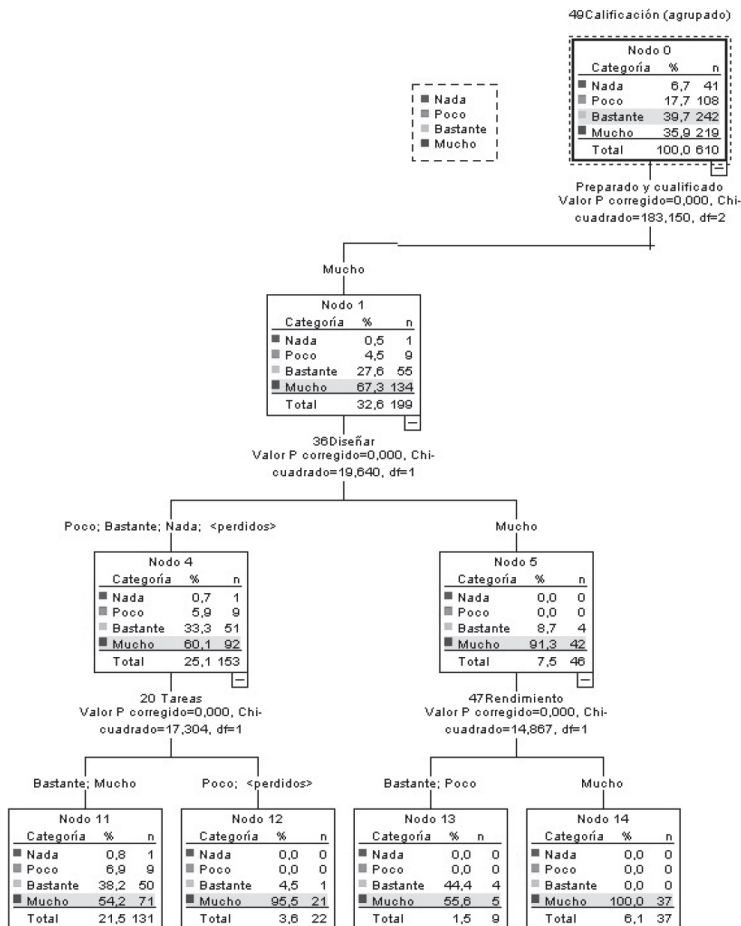 49Calificación (agrupado)
Nodo 0
Categoría % n
Nada 6,7 41
Poco 17,7 108
Bastante 39,7 242
Mucho 35,9 219
Total 100,0 610
Nada
Poco
Bastante
Mucho
Preparado y cualificado
Valor P corregido=0,000, Chi-
cuadrado=183,150, df=2
Mucho
Nodo 1
Categoría % n
Nada 0,5 1
Poco 4,5 9
Bastante 27,6 55
Mucho 67,3 134
Total 32,6 199
36Diseñar
Valor P corregido=0,000, Chi-
cuadrado=19,640, df=1
Poco; Bastante; Nada; <perdidos>
Mucho
Nodo 4
Categoría % n
Nada 0,7 1
Poco 5,9 9
Bastante 33,3 51
Mucho 60,1 92
Total 25,1 153
Nodo 5
Categoría % n
Nada 0,0 0
Poco 0,0 0
Bastante 8,7 4
Mucho 91,3 42
Total 7,5 46
20 Tareas
Valor P corregido=0,000, Chi-
cuadrado=17,304, df=1
47Rendimiento
Valor P corregido=0,000, Chi-
cuadrado=14,867, df=1
Bastante; Mucho
Poco; <perdidos>
Bastante; Poco
Mucho
Nodo 11
Categoría % n
Nada 0,8 1
Poco 6,9 9
Bastante 38,2 50
Mucho 54,2 71
Total 21,5 131
Nodo 12
Categoría % n
Nada 0,0 0
Poco 0,0 0
Bastante 4,5 1
Mucho 95,5 21
Total 3,6 22
Nodo 13
Categoría % n
Nada 0,0 0
Poco 0,0 0
Bastante 44,4 4
Mucho 55,6 5
Total 1,5 9
Nodo 14
Categoría % n
Nada 0,0 0
Poco 0,0 0
Bastante 0,0 0
Mucho 100,0 37
Total 6,1 37